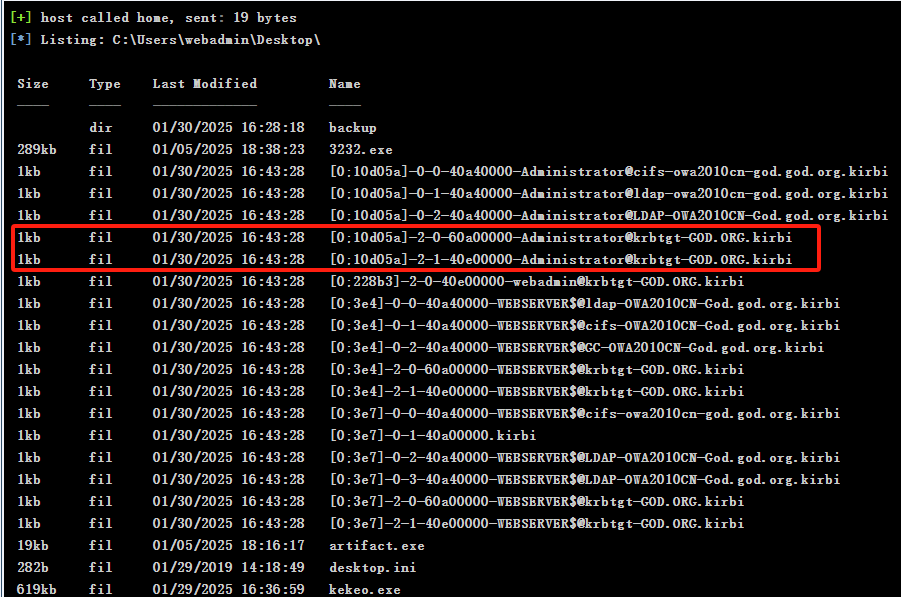 [+] host called home, sent: 19 bytes
[*] Listing: C:\Users\webadmin\Desktop\
Size Type Last Modified Name
---- ---- ------------- ----
dir 01/30/2025 16:28:18 backup
289kb fil 01/05/2025 18:38:23 3232.exe
1kb fil 01/30/2025 16:43:28 [0;10d05a]-0-0-40a40000-Administrator@cifs-owa2010cn-god.god.org.kirbi
1kb fil 01/30/2025 16:43:28 [0;10d05a]-0-1-40a40000-Administrator@ldap-owa2010cn-god.god.org.kirbi
1kb fil 01/30/2025 16:43:28 [0;10d05a]-0-2-40a40000-Administrator@LDAP-OWA2010CN-God.god.org.kirbi
1kb fil 01/30/2025 16:43:28 [0;10d05a]-2-0-60a00000-Administrator@krbtgt-GOD.ORG.kirbi
1kb fil 01/30/2025 16:43:28 [0;10d05a]-2-1-40e00000-Administrator@krbtgt-GOD.ORG.kirbi
1kb fil 01/30/2025 16:43:28 [0;228b3]-2-0-40e00000-webadmin@krbtgt-GOD.ORG.kirbi
1kb fil 01/30/2025 16:43:28 [0;3e4]-0-0-40a40000-WEBSERVER$@ldap-OWA2010CN-God.god.org.kirbi
1kb fil 01/30/2025 16:43:28 [0;3e4]-0-1-40a40000-WEBSERVER$@cifs-OWA2010CN-God.god.org.kirbi
1kb fil 01/30/2025 16:43:28 [0;3e4]-0-2-40a40000-WEBSERVER$@GC-OWA2010CN-God.god.org.kirbi
1kb fil 01/30/2025 16:43:28 [0;3e4]-2-0-60a00000-WEBSERVER$@krbtgt-GOD.ORG.kirbi
1kb fil 01/30/2025 16:43:28 [0;3e4]-2-1-40e00000-WEBSERVER$@krbtgt-GOD.ORG.kirbi
1kb fil 01/30/2025 16:43:28 [0;3e7]-0-0-40a40000-WEBSERVER$@cifs-owa2010cn-god.god.org.kirbi
1kb fil 01/30/2025 16:43:28 [0;3e7]-0-1-40a00000.kirbi
1kb fil 01/30/2025 16:43:28 [0;3e7]-0-2-40a40000-WEBSERVER$@LDAP-OWA2010CN-God.god.org.kirbi
1kb fil 01/30/2025 16:43:28 [0;3e7]-0-3-40a40000-WEBSERVER$@LDAP-OWA2010CN-God.god.org.kirbi
1kb fil 01/30/2025 16:43:28 [0;3e7]-2-0-60a00000-WEBSERVER$@krbtgt-GOD.ORG.kirbi
1kb fil 01/30/2025 16:43:28 [0;3e7]-2-1-40e00000-WEBSERVER$@krbtgt-GOD.ORG.kirbi
19kb fil 01/05/2025 18:16:17 artifact.exe
282b fil 01/29/2019 14:18:49 desktop.ini
619kb fil 01/29/2025 16:36:59 kekeo.exe